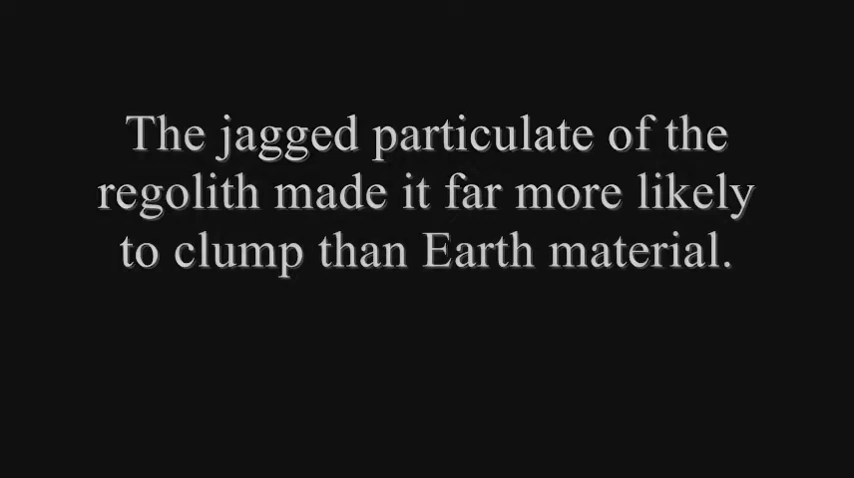 The jagged particulate of the
regolith made it far more likely
to clump than Earth material.